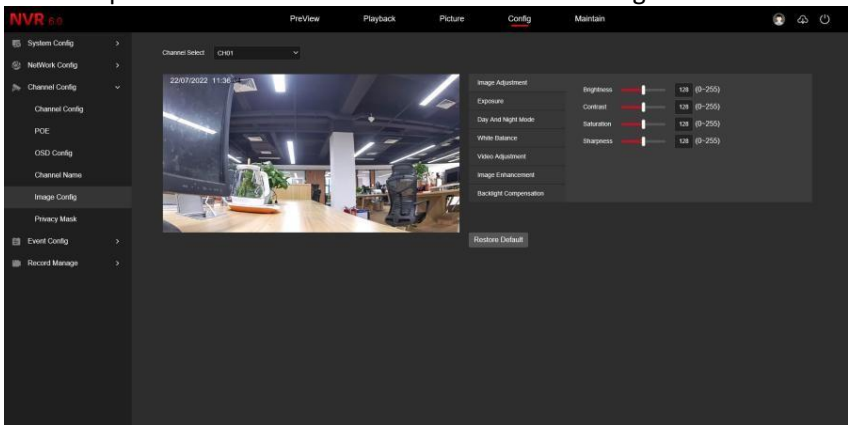 NVR 6.0
PreView Playback Picture Config Maintain
System Config
NetWork Config
Channel Config
Channel Config
POE
OSD Config
Channel Name
Image Config
Privacy Mask
Event Config
Record Manage
Channel Select CH01
22/07/2022 11:36
Image Adjustment
Exposure
Day And Night Mode
White Balance
Video Adjustment
Image Enhancement
Backlight Compensation
Brightness 128 (0~255)
Contrast 128 (0~255)
Saturation 128 (0~255)
Sharpness 128 (0~255)
Restore Default